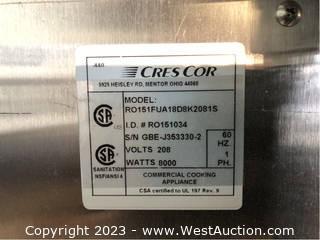 .440
CRES COR
5925 HEISLEY RD, MENTOR OHIO 44060
MODEL:
RO151FUA18D8K2081S
I.D. # RO151034
S/N GBE-J353330-2
VOLTS 208
WATTS 8000
60
HZ.
1
PH.
SANITATION
NSF/ANSI 4
COMMERCIAL COOKING
APPLIANCE
CSA certified to UL 197 Rev. 9
Copyright 2023 - WestAuction.com